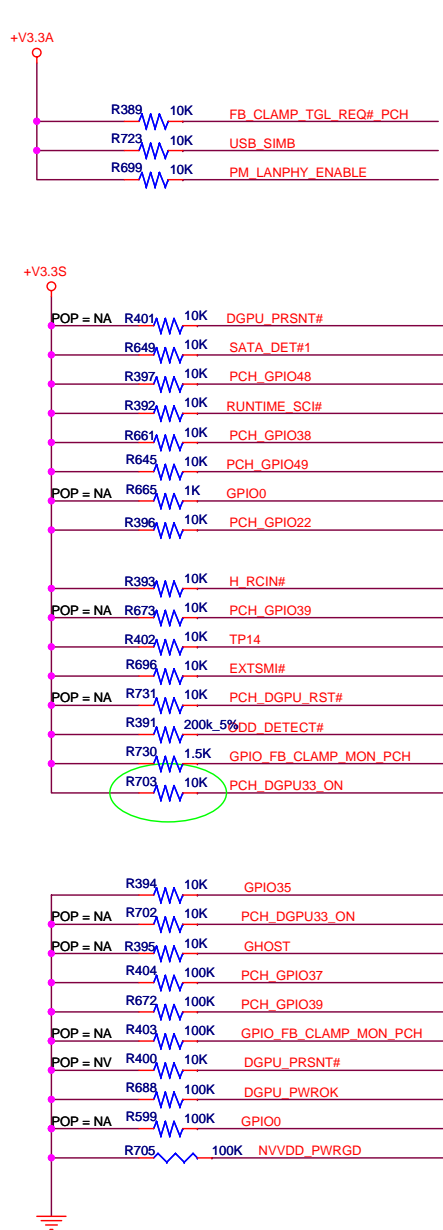 +V3.3A
R389 10K FB_CLAMP_TGL_REQ#_PCH
R723 10K USB_SIMB
R699 10K PM_LANPHY_ENABLE
+V3.3S
POP = NA R401 10K DGPU_PRSNT#
R649 10K SATA_DET#1
R397 10K PCH_GPIO48
R392 10K RUNTIME_SCI#
R661 10K PCH_GPIO38
R645 10K PCH_GPIO49
POP = NA R665 1K GPIO0
R396 10K PCH_GPIO22
R393 10K H_RCIN#
POP = NA R673 10K PCH_GPIO39
R402 10K TP14
R696 10K EXTSMI#
POP = NA R731 10K PCH_DGPU_RST#
R391 200k_5% ODD_DETECT#
R730 1.5K GPIO_FB_CLAMP_MON_PCH
R703 10K PCH_DGPU33_ON
R394 10K GPIO35
POP = NA R702 10K PCH_DGPU33_ON
POP = NA R395 10K GHOST
R404 100K PCH_GPIO37
R672 100K PCH_GPIO39
POP = NA R403 100K GPIO_FB_CLAMP_MON_PCH
POP = NV R400 10K DGPU_PRSNT#
R688 100K DGPU_PWROK
POP = NA R599 100K GPIO0
R705 100K NVVDD_PWRGD